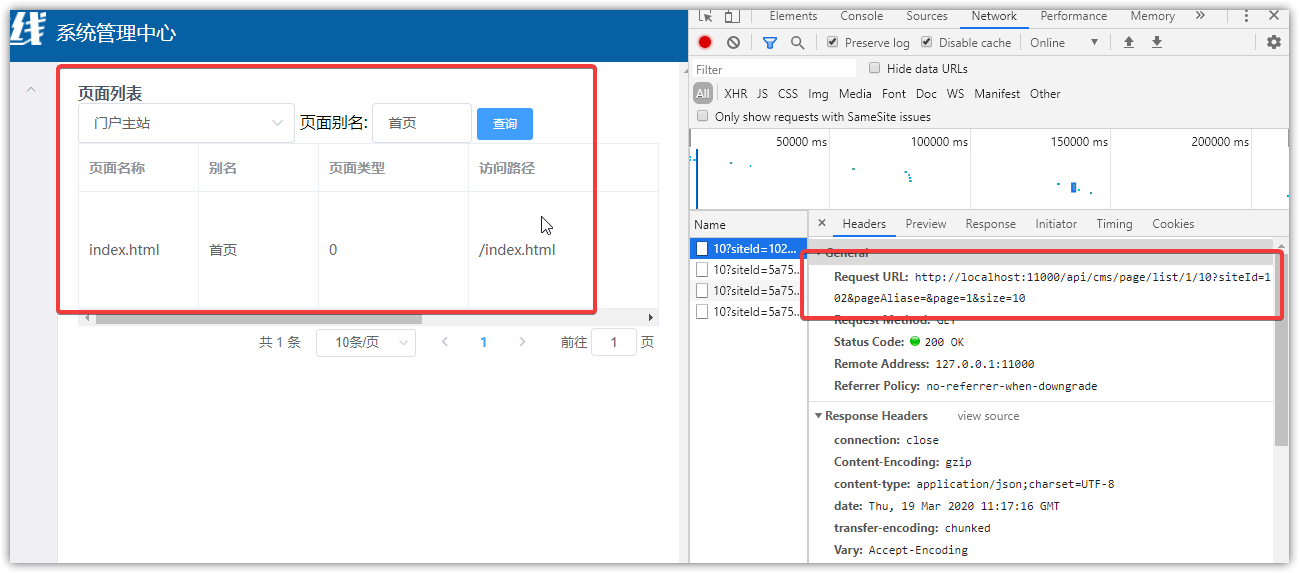 线 系统管理中心
页面列表
门户主站 页面别名: 首页 查询
页面名称 别名 页面类型 访问路径
index.html 首页 0 /index.html
共 1 条 10条/页 1 前往 1 页
Elements Console Sources Network Performance Memory
Preserve log Disable cache Online
Filter Hide data URLs
All XHR JS CSS Img Media Font Doc WS Manifest Other
Only show requests with SameSite issues
50000 ms 100000 ms 150000 ms 200000 ms
Name
10?siteId=102...
10?siteId=5a75...
10?siteId=5a75...
10?siteId=5a75...
Headers Preview Response Initiator Timing Cookies
General
Request URL: http://localhost:11000/api/cms/page/list/1/10?siteId=1
02&pageAliase=&page=1&size=10
Request Method: GET
Status Code: 200 OK
Remote Address: 127.0.0.1:11000
Referrer Policy: no-referrer-when-downgrade
Response Headers view source
connection: close
Content-Encoding: gzip
content-type: application/json;charset=UTF-8
date: Thu, 19 Mar 2020 11:17:16 GMT
transfer-encoding: chunked
Vary: Accept-Encoding